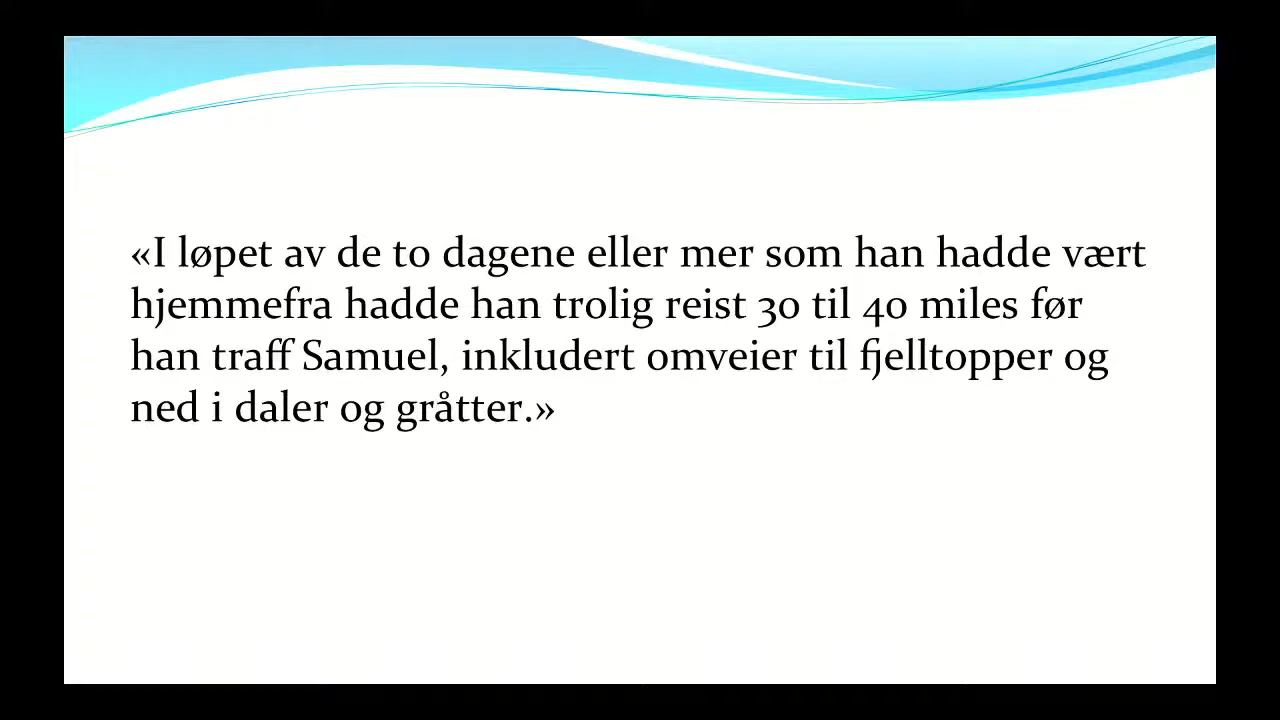 «I løpet av de to dagene eller mer som han hadde vært
hjemmefra hadde han trolig reist 30 til 40 miles før
han traff Samuel, inkludert omveier til fjelltopper og
ned i daler og gråtter.»